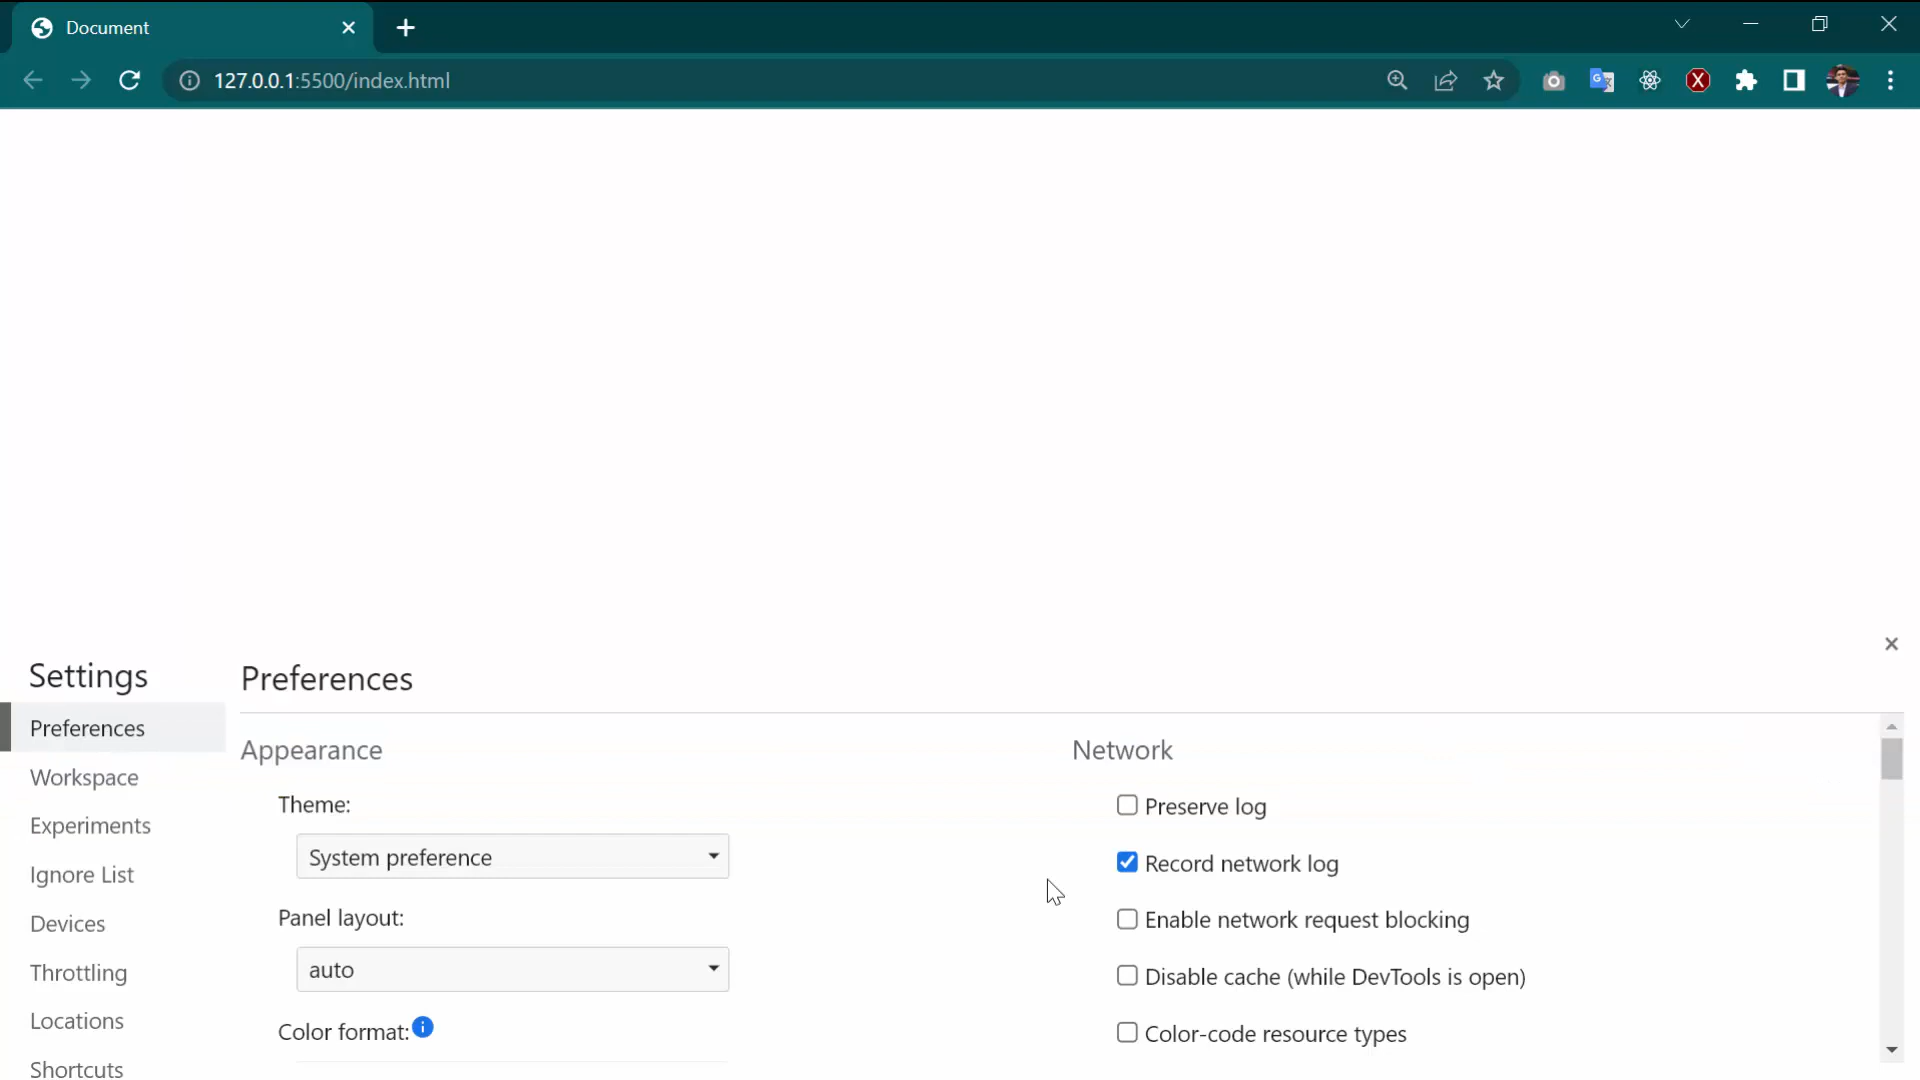 Document
127.0.0.1:5500/index.html
Settings
Preferences
Workspace
Experiments
Ignore List
Devices
Throttling
Locations
Shortcuts
Preferences
Appearance
Theme:
System preference
Panel layout:
auto
Color format:
Network
Preserve log
Record network log
Enable network request blocking
Disable cache (while DevTools is open)
Color-code resource types